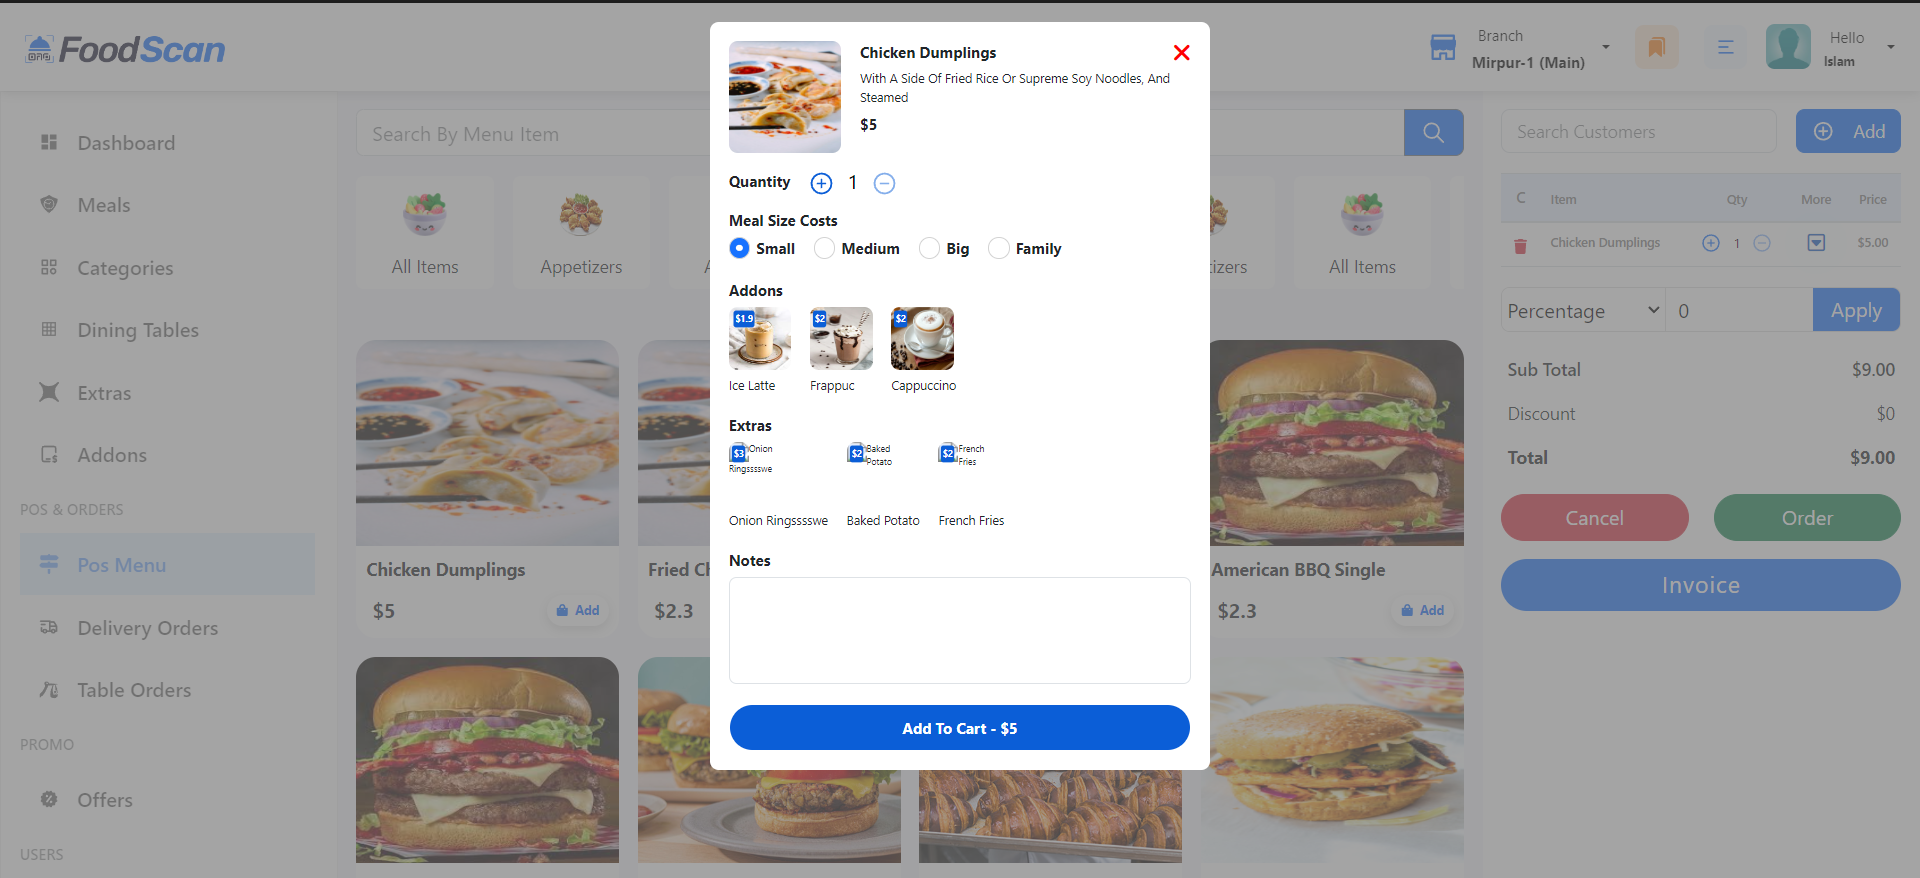 FoodScan
Branch
Mirpur-1 (Main)
Hello
Islam
Dashboard
Meals
Categories
Dining Tables
Extras
Addons
POS & ORDERS
Pos Menu
Delivery Orders
Table Orders
PROMO
Offers
USERS
Search By Menu Item
All Items
Appetizers
All Items
Chicken Dumplings
$5
Add
$2.3
American BBQ Single
$2.3
Add
Chicken Dumplings
With A Side Of Fried Rice Or Supreme Soy Noodles, And
Steamed
$5
Quantity 1
Meal Size Costs
Small Medium Big Family
Addons
$1.9 $2 $2
Ice Latte Frappuc Cappuccino
Extras
$3 Onion
Ringsssswe
$2 Baked
Potato
$2 French
Fries
Onion Ringsssswe Baked Potato French Fries
Notes
Add To Cart - $5
Search Customers
Add
C Item Qty More Price
Chicken Dumplings 1 $5.00
Percentage 0 Apply
Sub Total $9.00
Discount $0
Total $9.00
Cancel Order
Invoice